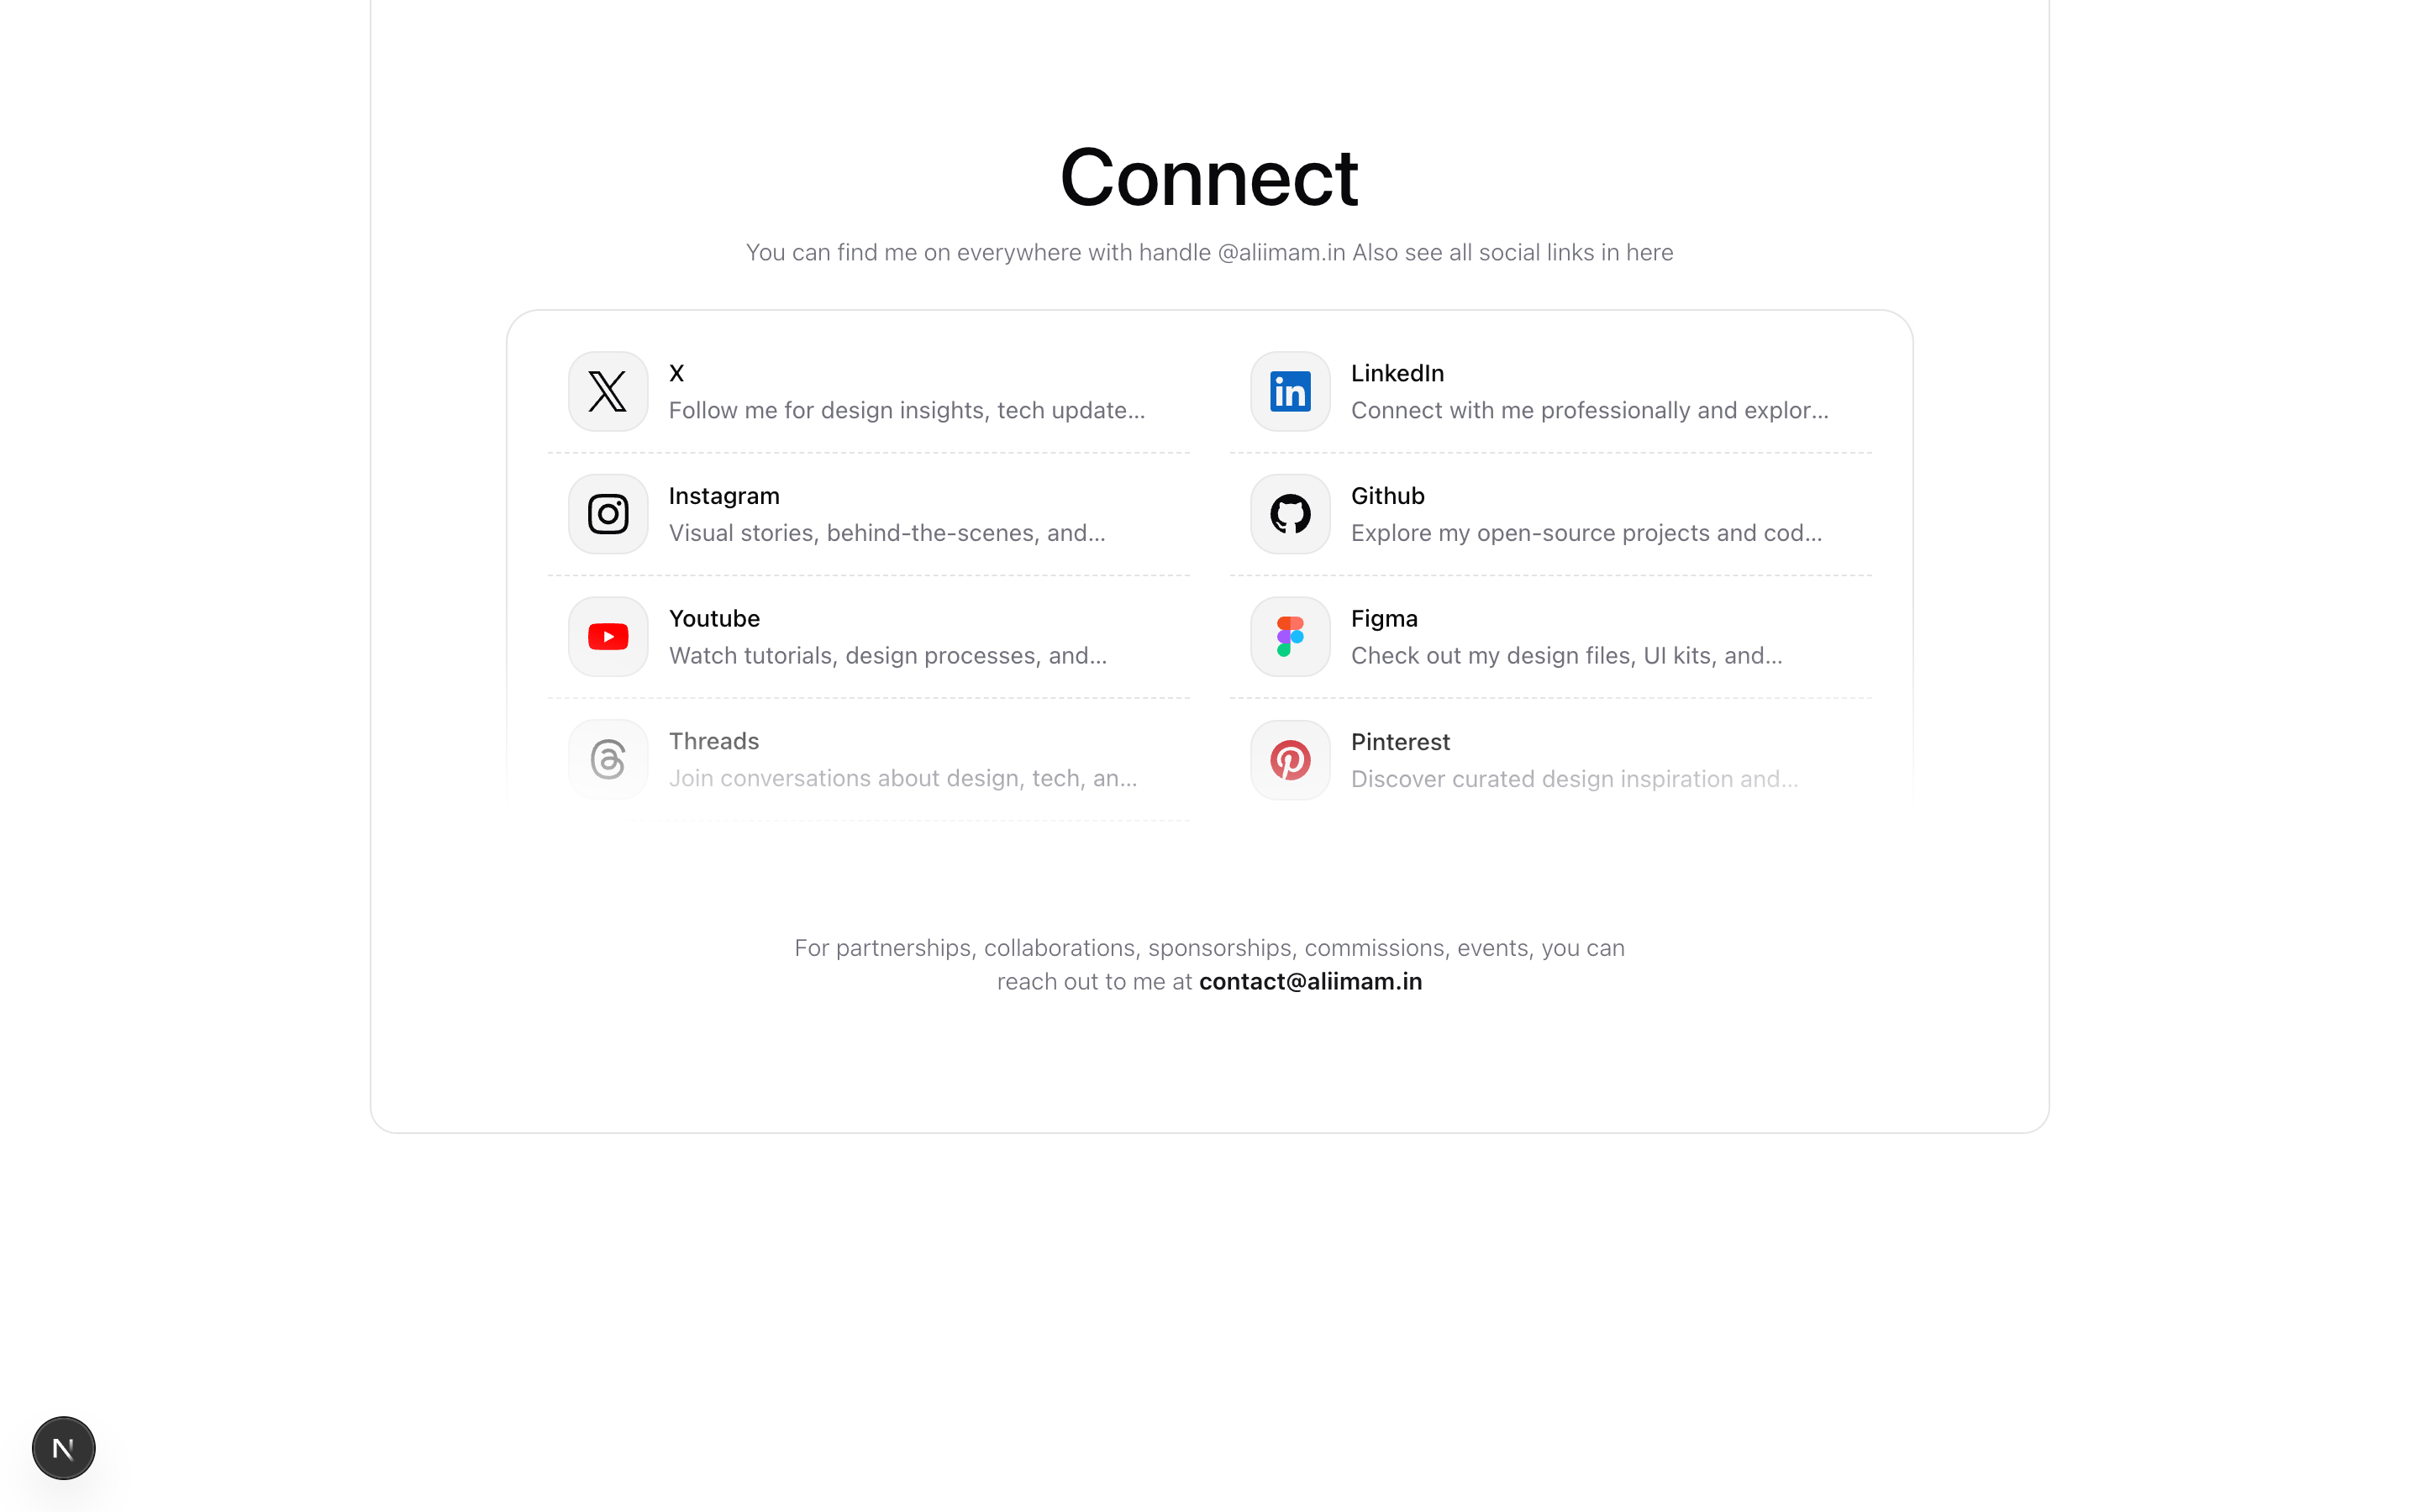 Connect
You can find me on everywhere with handle @aliimam.in Also see all social links in here
X
Follow me for design insights, tech update...
LinkedIn
Connect with me professionally and explor...
Instagram
Visual stories, behind-the-scenes, and...
Github
Explore my open-source projects and cod...
Youtube
Watch tutorials, design processes, and...
Figma
Check out my design files, UI kits, and...
Threads
Join conversations about design, tech, an...
Pinterest
Discover curated design inspiration and...
For partnerships, collaborations, sponsorships, commissions, events, you can
reach out to me at contact@aliimam.in
N